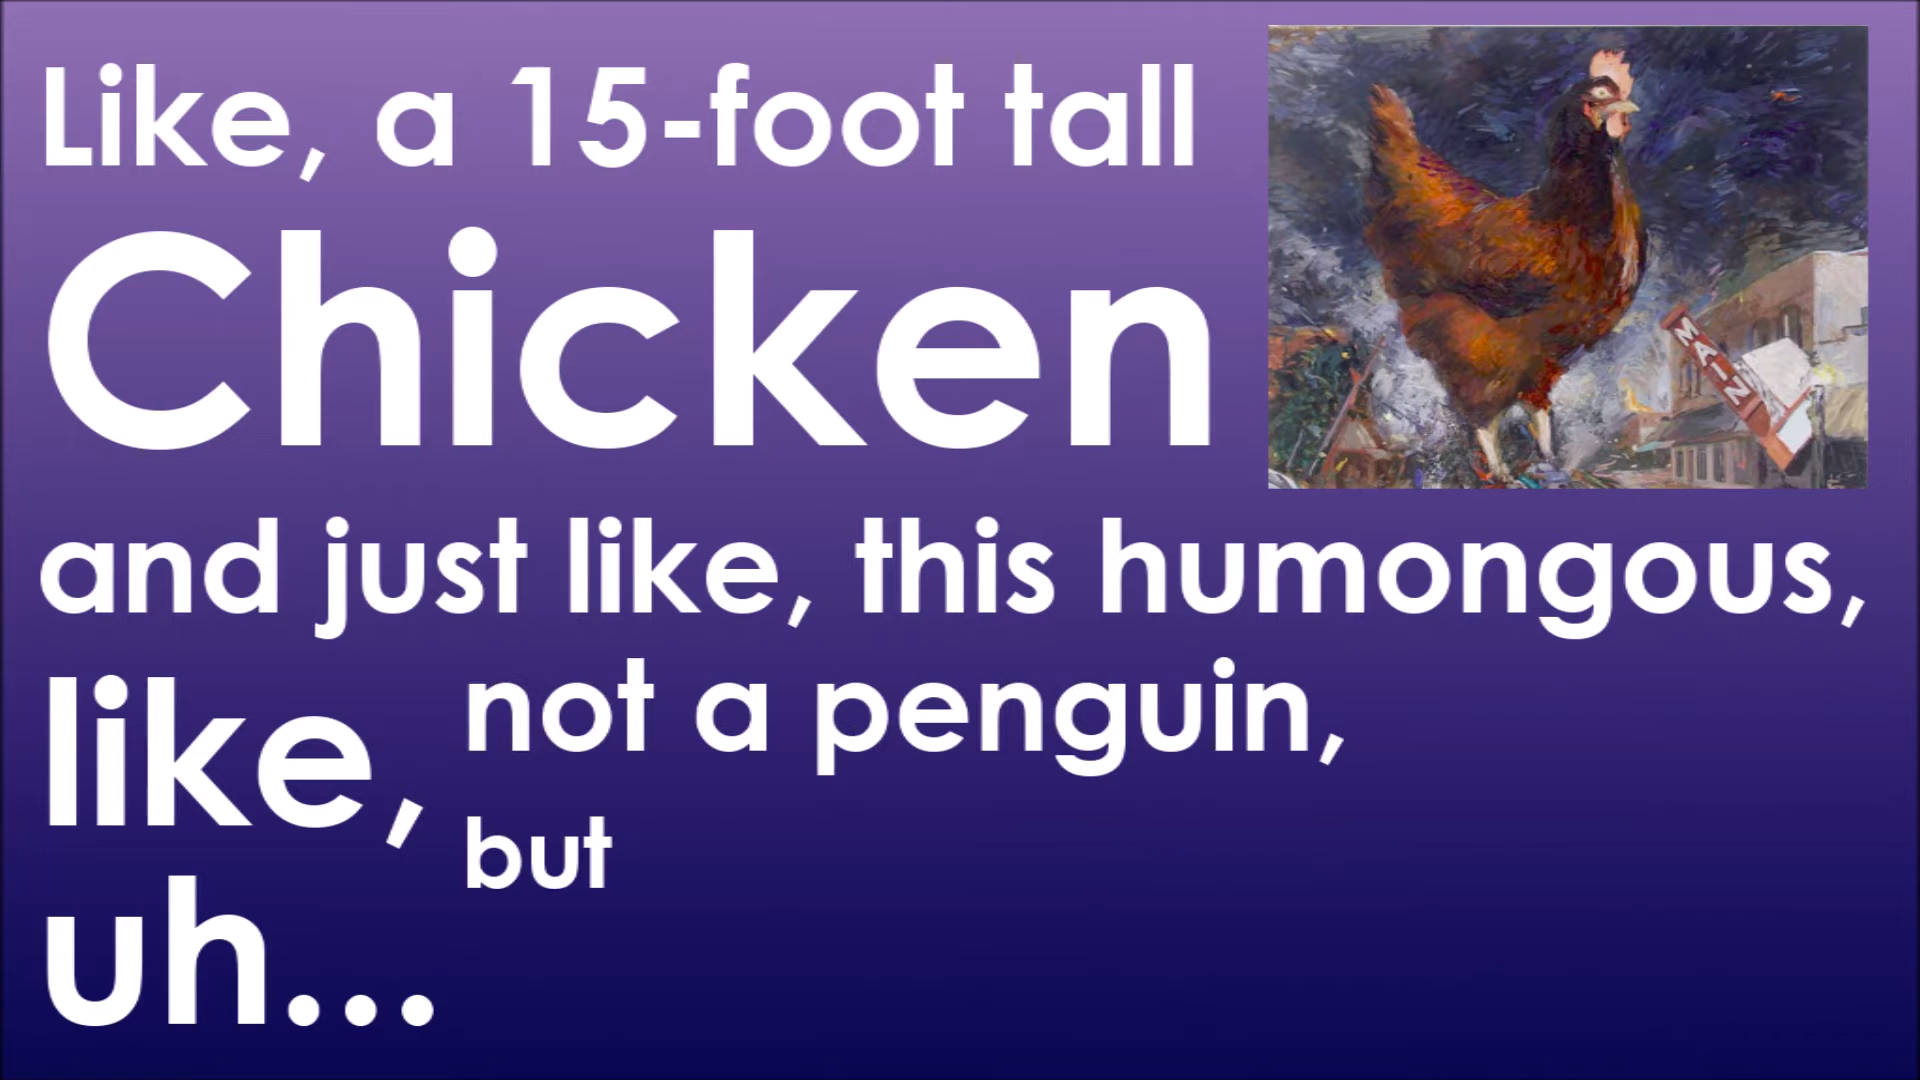 Like, a 15-foot tall
Chicken
MAIN
and just like, this humongous,
like, not a penguin,
but
uh...